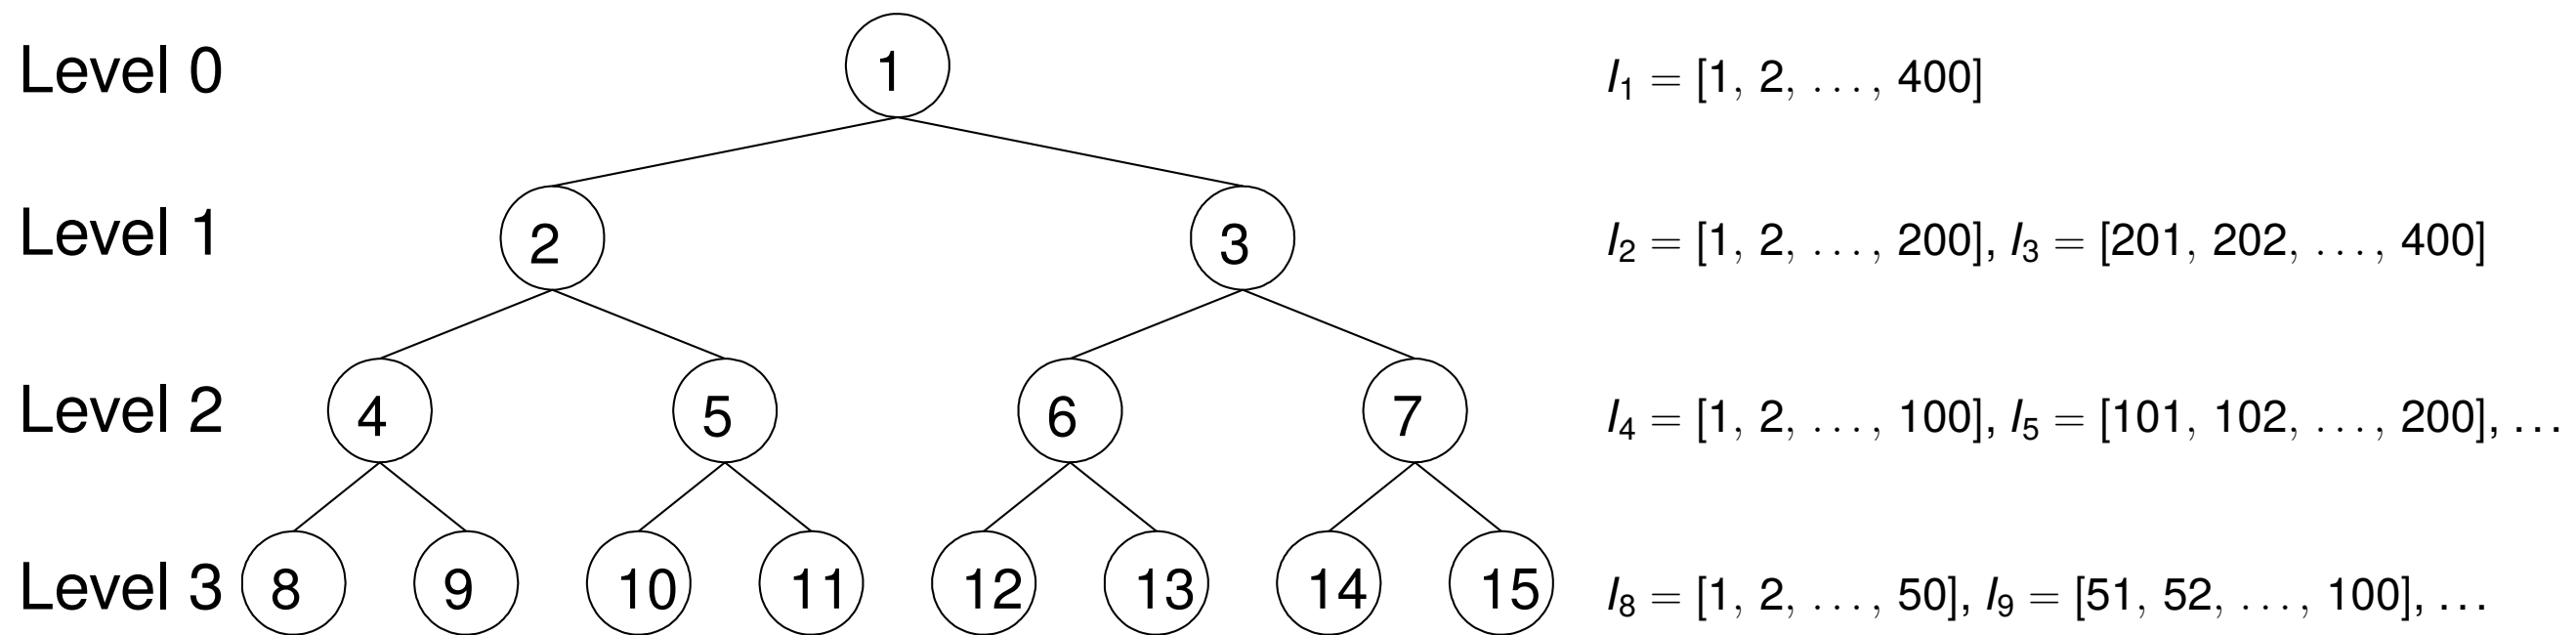 Level 0 1 I₁ = [1, 2, ..., 400]
Level 1 2 3 I₂ = [1, 2, ..., 200], I₃ = [201, 202, ..., 400]
Level 2 4 5 6 7 I₄ = [1, 2, ..., 100], I₅ = [101, 102, ..., 200], ...
Level 3 8 9 10 11 12 13 14 15 I₈ = [1, 2, ..., 50], I₉ = [51, 52, ..., 100], ...